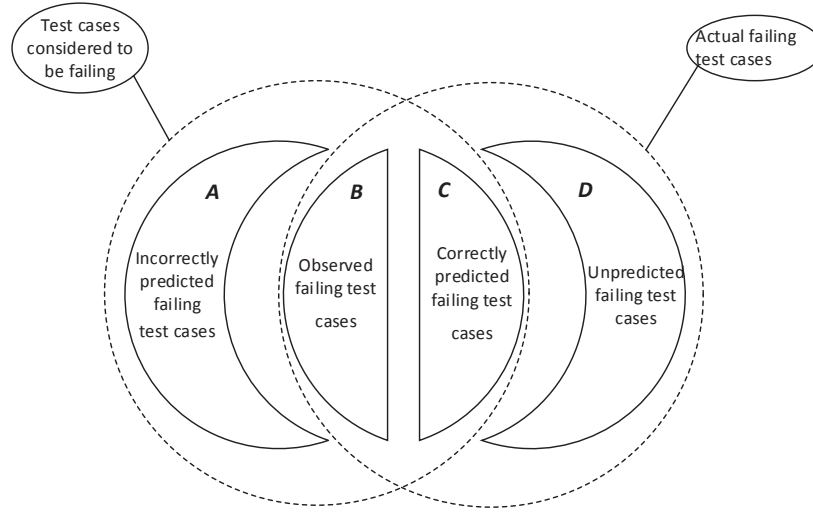 Test cases
considered to
be failing
Actual failing
test cases
A
B
C
D
Incorrectly
predicted
failing
test cases
Observed
failing test
cases
Correctly
predicted
failing test
cases
Unpredicted
failing test
cases